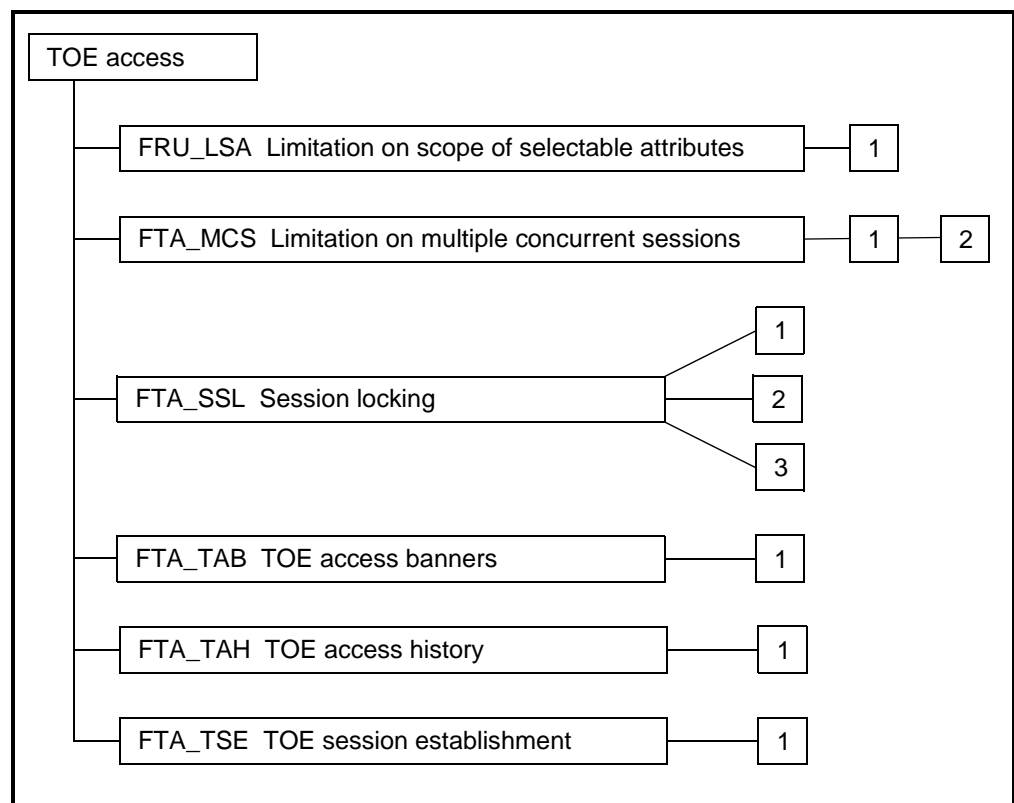 TOE access
FRU_LSA Limitation on scope of selectable attributes 1
FTA_MCS Limitation on multiple concurrent sessions 1 2
1
FTA_SSL Session locking 2
3
FTA_TAB TOE access banners 1
FTA_TAH TOE access history 1
FTA_TSE TOE session establishment 1